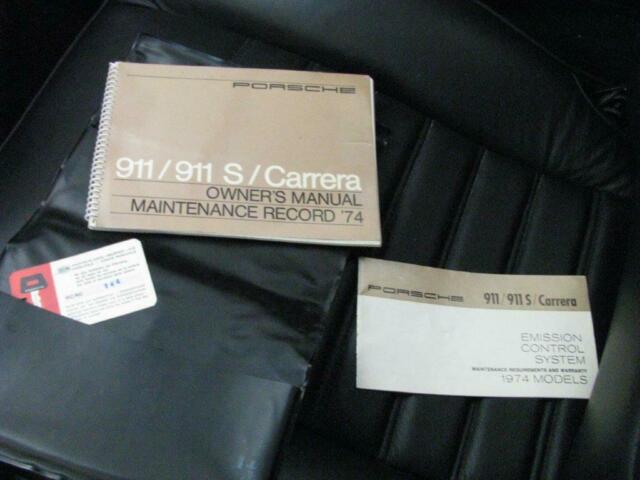 PORSCHE
911/911 S/Carrera
OWNER'S MANUAL
MAINTENANCE RECORD '74
PORSCHE 911/911 S/Carrera
EMISSION
CONTROL
SYSTEM
MAINTENANCE REQUIREMENTS AND WARRANTY
1974 MODELS